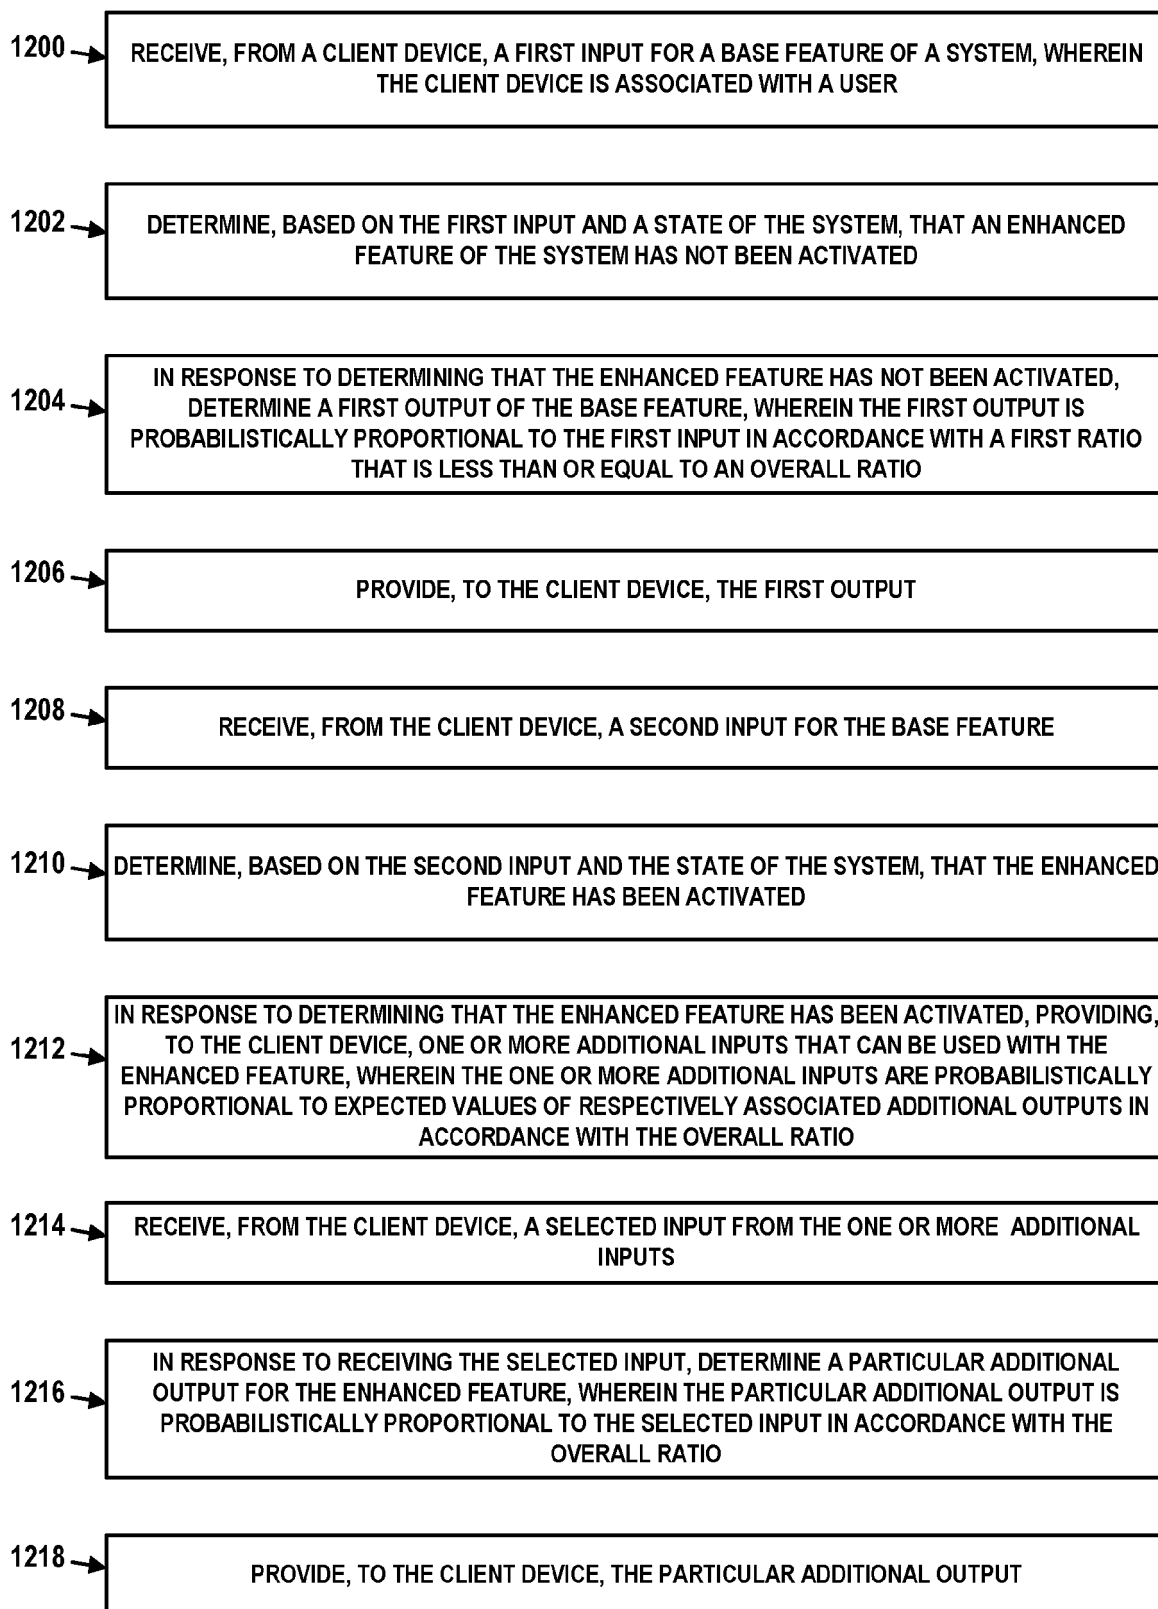 1200
RECEIVE, FROM A CLIENT DEVICE, A FIRST INPUT FOR A BASE FEATURE OF A SYSTEM, WHEREIN
THE CLIENT DEVICE IS ASSOCIATED WITH A USER
1202
DETERMINE, BASED ON THE FIRST INPUT AND A STATE OF THE SYSTEM, THAT AN ENHANCED
FEATURE OF THE SYSTEM HAS NOT BEEN ACTIVATED
1204
IN RESPONSE TO DETERMINING THAT THE ENHANCED FEATURE HAS NOT BEEN ACTIVATED,
DETERMINE A FIRST OUTPUT OF THE BASE FEATURE, WHEREIN THE FIRST OUTPUT IS
PROBABILISTICALLY PROPORTIONAL TO THE FIRST INPUT IN ACCORDANCE WITH A FIRST RATIO
THAT IS LESS THAN OR EQUAL TO AN OVERALL RATIO
1206
PROVIDE, TO THE CLIENT DEVICE, THE FIRST OUTPUT
1208
RECEIVE, FROM THE CLIENT DEVICE, A SECOND INPUT FOR THE BASE FEATURE
1210
DETERMINE, BASED ON THE SECOND INPUT AND THE STATE OF THE SYSTEM, THAT THE ENHANCED
FEATURE HAS BEEN ACTIVATED
1212
IN RESPONSE TO DETERMINING THAT THE ENHANCED FEATURE HAS BEEN ACTIVATED, PROVIDING,
TO THE CLIENT DEVICE, ONE OR MORE ADDITIONAL INPUTS THAT CAN BE USED WITH THE
ENHANCED FEATURE, WHEREIN THE ONE OR MORE ADDITIONAL INPUTS ARE PROBABILISTICALLY
PROPORTIONAL TO EXPECTED VALUES OF RESPECTIVELY ASSOCIATED ADDITIONAL OUTPUTS IN
ACCORDANCE WITH THE OVERALL RATIO
1214
RECEIVE, FROM THE CLIENT DEVICE, A SELECTED INPUT FROM THE ONE OR MORE ADDITIONAL
INPUTS
1216
IN RESPONSE TO RECEIVING THE SELECTED INPUT, DETERMINE A PARTICULAR ADDITIONAL
OUTPUT FOR THE ENHANCED FEATURE, WHEREIN THE PARTICULAR ADDITIONAL OUTPUT IS
PROBABILISTICALLY PROPORTIONAL TO THE SELECTED INPUT IN ACCORDANCE WITH THE
OVERALL RATIO
1218
PROVIDE, TO THE CLIENT DEVICE, THE PARTICULAR ADDITIONAL OUTPUT